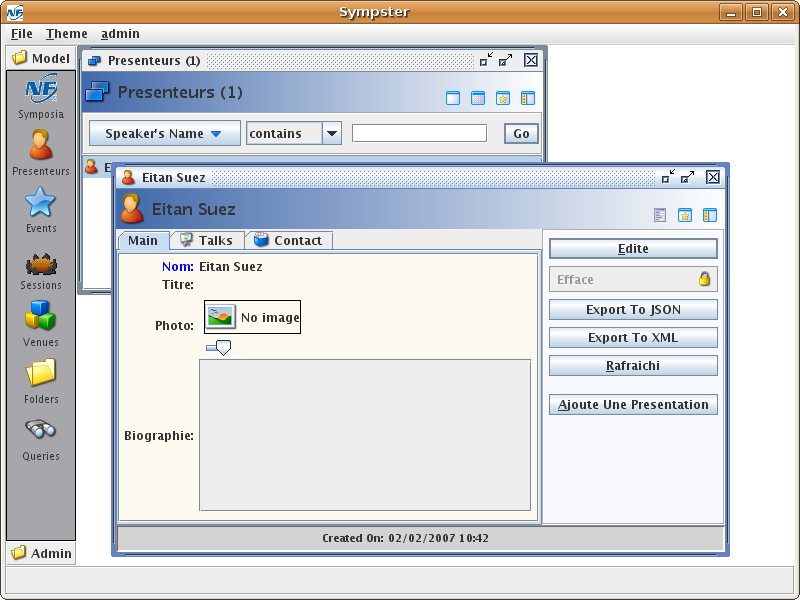 Sympster
File Theme admin
Model
Symposia
Presenteurs
Events
Sessions
Venues
Folders
Queries
Admin
Presenteurs (1)
Presenteurs (1)
Speaker's Name contains Go
E
Eitan Suez
Eitan Suez
Main Talks Contact
Nom: Eitan Suez
Titre:
Photo: No image
Biographie:
Edite
Efface
Export To JSON
Export To XML
Rafraichi
Ajoute Une Presentation
Created On: 02/02/2007 10:42